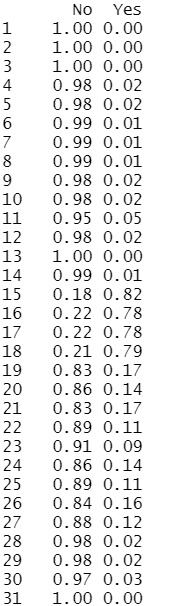 No Yes
1 1.00 0.00
2 1.00 0.00
3 1.00 0.00
4 0.98 0.02
5 0.98 0.02
6 0.99 0.01
7 0.99 0.01
8 0.99 0.01
9 0.98 0.02
10 0.98 0.02
11 0.95 0.05
12 0.98 0.02
13 1.00 0.00
14 0.99 0.01
15 0.18 0.82
16 0.22 0.78
17 0.22 0.78
18 0.21 0.79
19 0.83 0.17
20 0.86 0.14
21 0.83 0.17
22 0.89 0.11
23 0.91 0.09
24 0.86 0.14
25 0.89 0.11
26 0.84 0.16
27 0.88 0.12
28 0.98 0.02
29 0.98 0.02
30 0.97 0.03
31 1.00 0.00